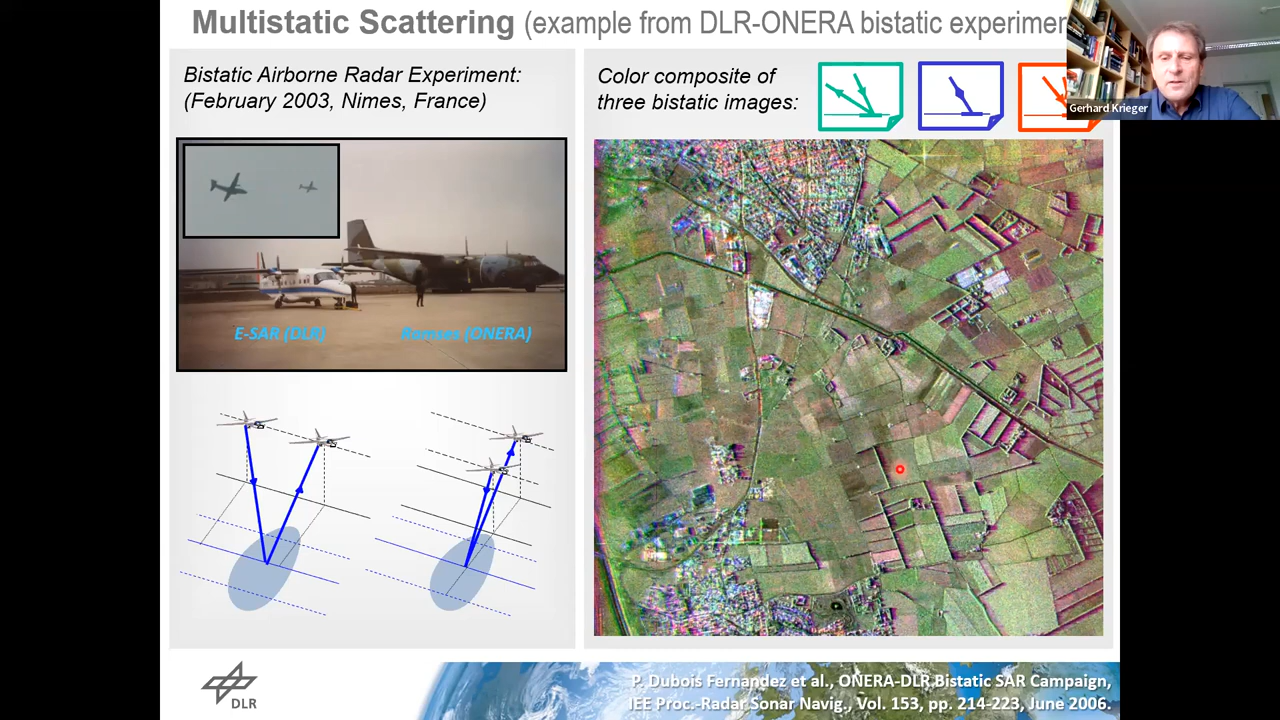 Multistatic Scattering (example from DLR-ONERA bistatic experimen
Gerhard Krieger
Bistatic Airborne Radar Experiment:
(February 2003, Nimes, France)
Color composite of
three bistatic images:
E-SAR (DLR)
Ramses (ONERA)
DLR
P. Dubois Fernandez et al., ONERA-DLR Bistatic SAR Campaign,
IEE Proc.-Radar Sonar Navig., Vol. 153, pp. 214-223, June 2006.